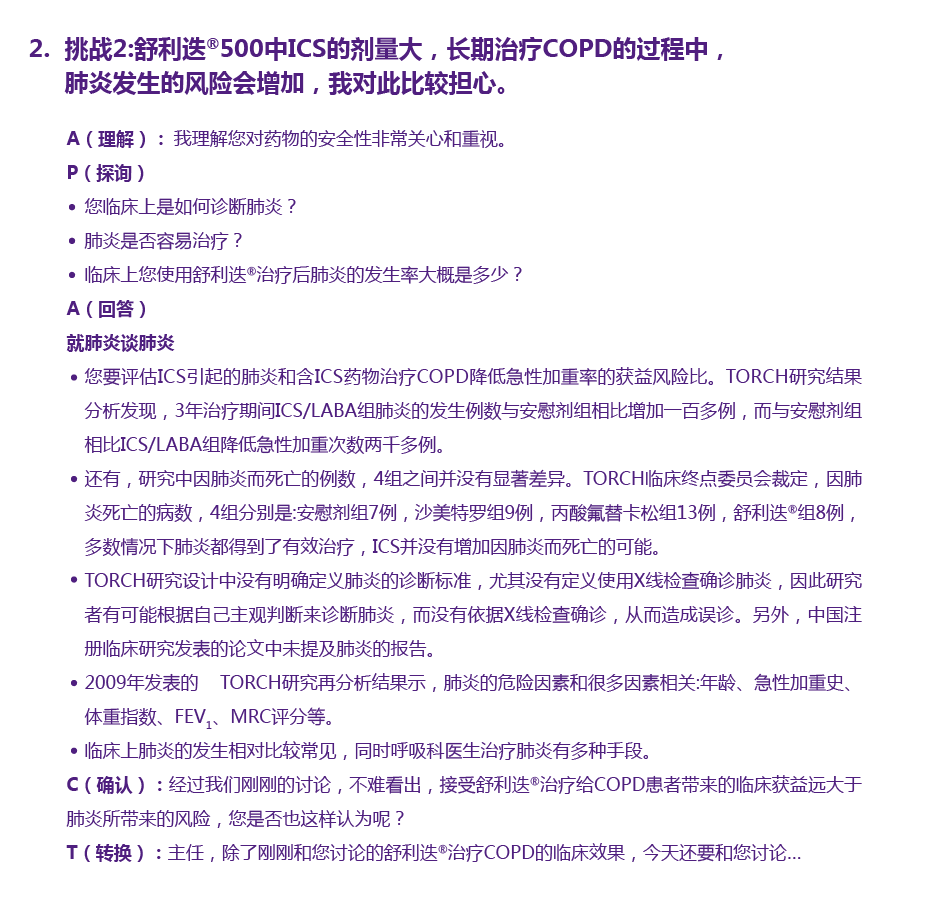 2. 挑战2:舒利迭®500中ICS的剂量大，长期治疗COPD的过程中，
肺炎发生的风险会增加，我对此比较担心。
A（理解）：我理解您对药物的安全性非常关心和重视。
P（探询）
• 您临床上是如何诊断肺炎？
• 肺炎是否容易治疗？
• 临床上您使用舒利迭®治疗后肺炎的发生率大概是多少？
A（回答）
就肺炎谈肺炎
• 您要评估ICS引起的肺炎和含ICS药物治疗COPD降低急性加重率的获益风险比。TORCH研究结果
分析发现，3年治疗期间ICS/LABA组肺炎的发生例数与安慰剂组相比增加一百多例，而与安慰剂组
相比ICS/LABA组降低急性加重次数两千多例。
• 还有，研究中因肺炎而死亡的例数，4组之间并没有显著差异。TORCH临床终点委员会裁定，因肺
炎死亡的病数，4组分别是:安慰剂组7例，沙美特罗组9例，丙酸氟替卡松组13例，舒利迭®组8例，
多数情况下肺炎都得到了有效治疗，ICS并没有增加因肺炎而死亡的可能。
• TORCH研究设计中没有明确定义肺炎的诊断标准，尤其没有定义使用X线检查确诊肺炎，因此研究
者有可能根据自己主观判断来诊断肺炎，而没有依据X线检查确诊，从而造成误诊。另外，中国注
册临床研究发表的论文中未提及肺炎的报告。
• 2009年发表的 TORCH研究再分析结果示，肺炎的危险因素和很多因素相关:年龄、急性加重史、
体重指数、FEV₁、MRC评分等。
• 临床上肺炎的发生相对比较常见，同时呼吸科医生治疗肺炎有多种手段。
C（确认）：经过我们刚刚的讨论，不难看出，接受舒利迭®治疗给COPD患者带来的临床获益远大于
肺炎所带来的风险，您是否也这样认为呢？
T（转换）：主任，除了刚刚和您讨论的舒利迭®治疗COPD的临床效果，今天还要和您讨论...